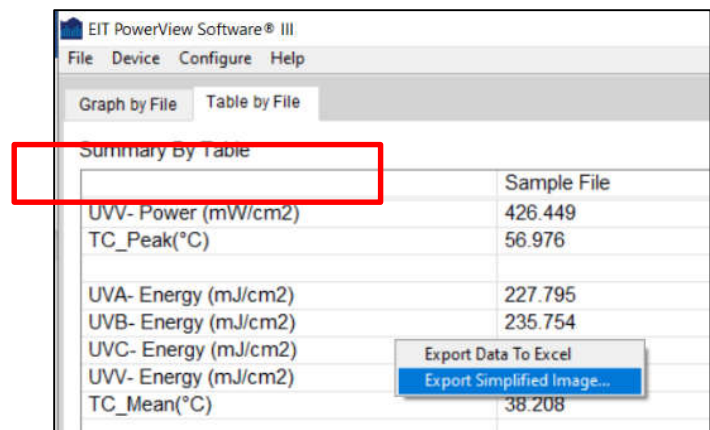 EIT PowerView Software® III
File Device Configure Help
Graph by File Table by File
Summary By Table
Sample File
UVV- Power (mW/cm2) 426.449
TC_Peak(°C) 56.976
UVA- Energy (mJ/cm2) 227.795
UVB- Energy (mJ/cm2) 235.754
UVC- Energy (mJ/cm2) Export Data To Excel
UVV- Energy (mJ/cm2) Export Simplified Image...
TC_Mean(°C) 38.208